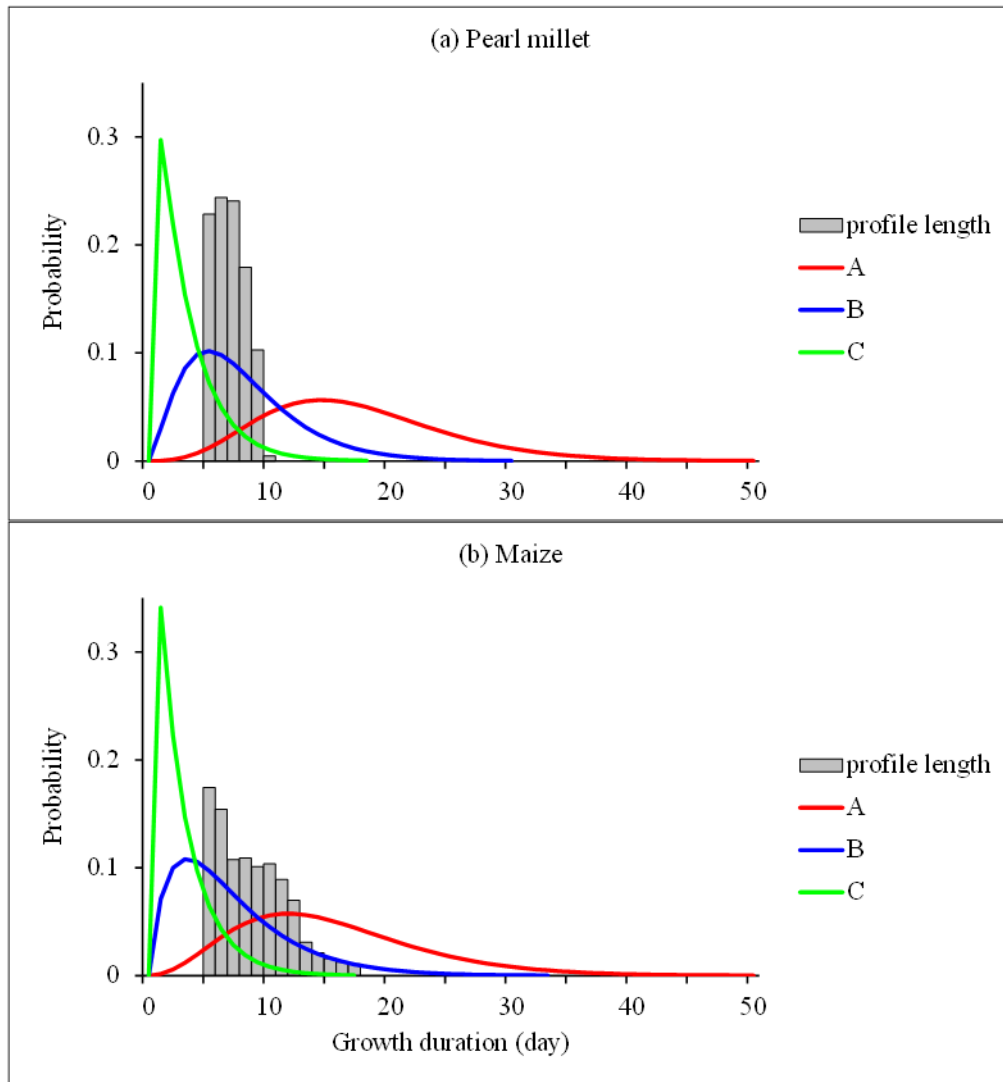 (a) Pearl millet
0.3
0.2
0.1
0
Probability
0 10 20 30 40 50
profile length
A
B
C
(b) Maize
0.3
0.2
0.1
0
Probability
0 10 20 30 40 50
Growth duration (day)
profile length
A
B
C